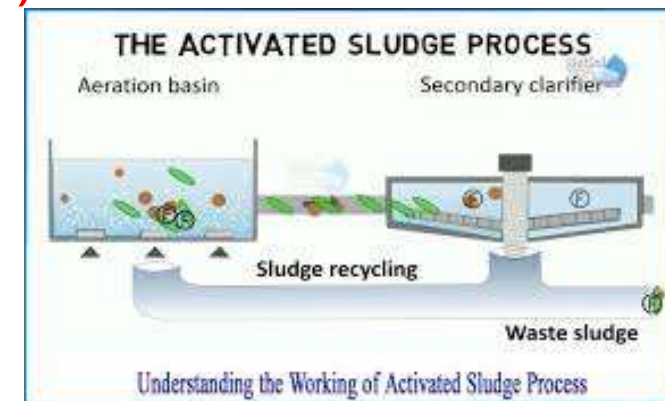 THE ACTIVATED SLUDGE PROCESS
Aeration basin
Secondary clarifier
Sludge recycling
Waste sludge
Understanding the Working of Activated Sludge Process